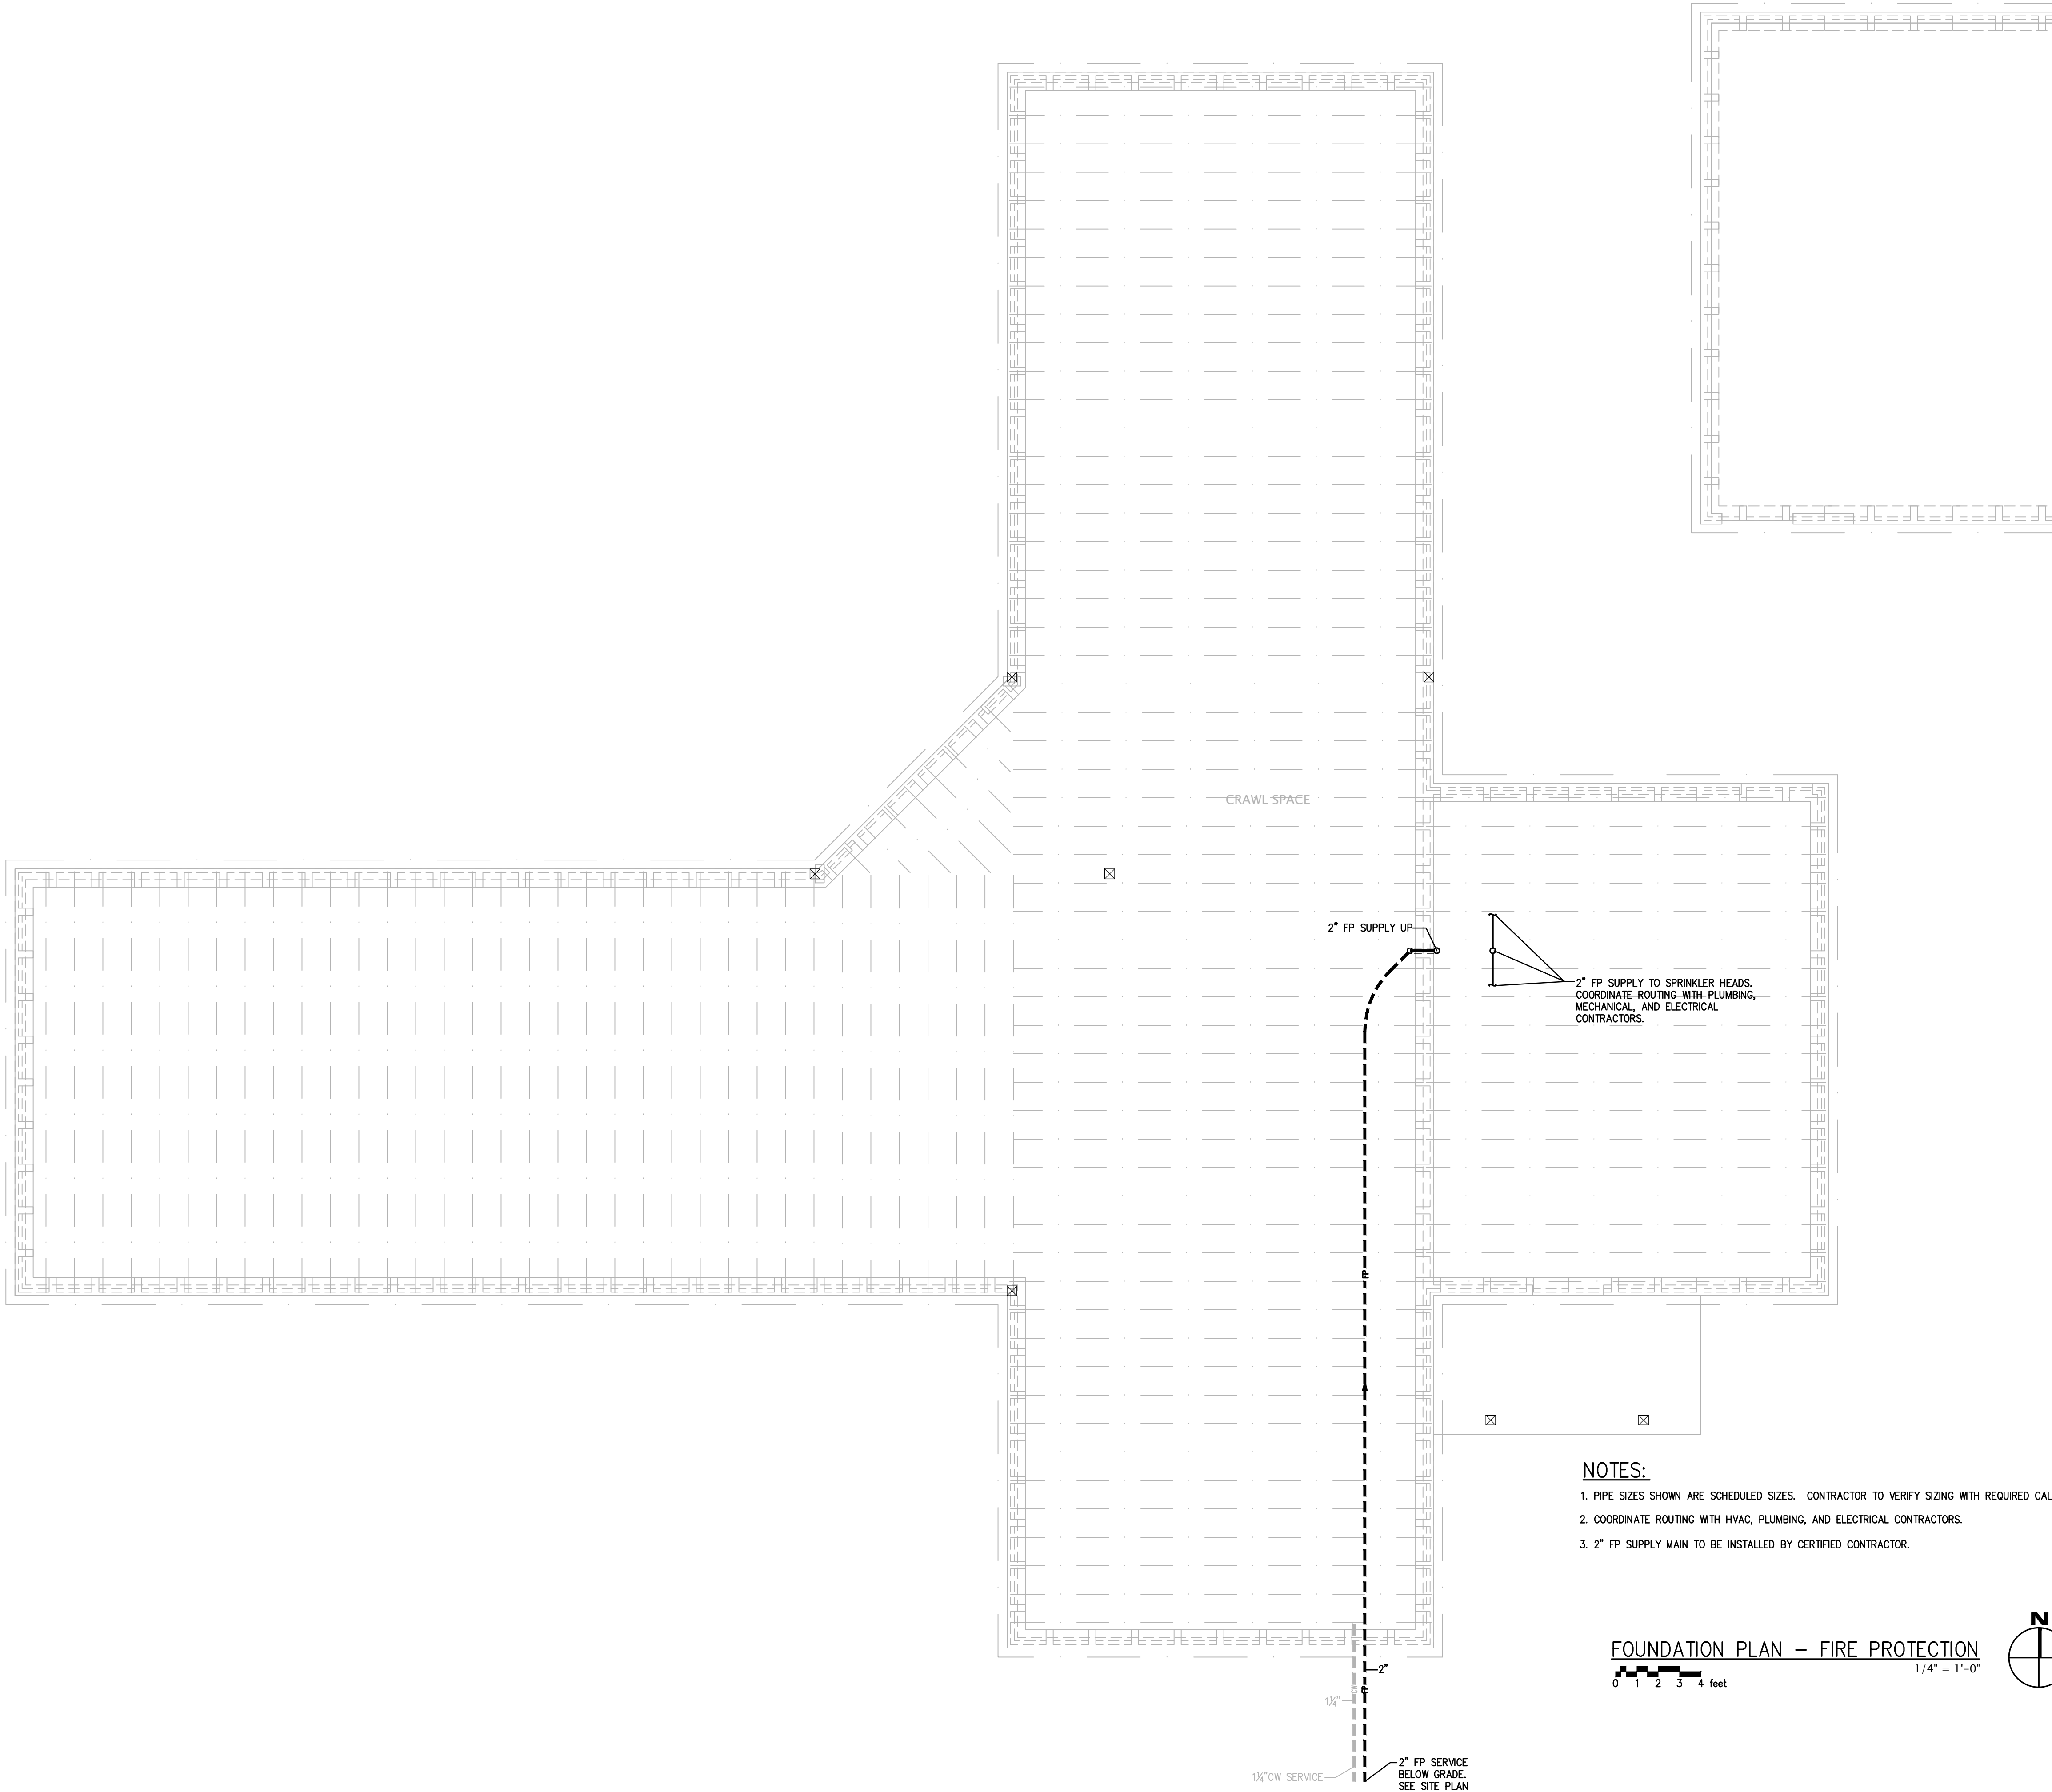 CRAWL SPACE
2" FP SUPPLY UP
2" FP SUPPLY TO SPRINKLER HEADS.
COORDINATE ROUTING WITH PLUMBING,
MECHANICAL, AND ELECTRICAL
CONTRACTORS.
FP
NOTES:
1. PIPE SIZES SHOWN ARE SCHEDULED SIZES. CONTRACTOR TO VERIFY SIZING WITH REQUIRED CAL
2. COORDINATE ROUTING WITH HVAC, PLUMBING, AND ELECTRICAL CONTRACTORS.
3. 2" FP SUPPLY MAIN TO BE INSTALLED BY CERTIFIED CONTRACTOR.
N
FOUNDATION PLAN – FIRE PROTECTION
1/4" = 1'-0"
0 1 2 3 4 feet
2"
CW FP
1¼"
1¼"CW SERVICE
2" FP SERVICE
BELOW GRADE.
SEE SITE PLAN